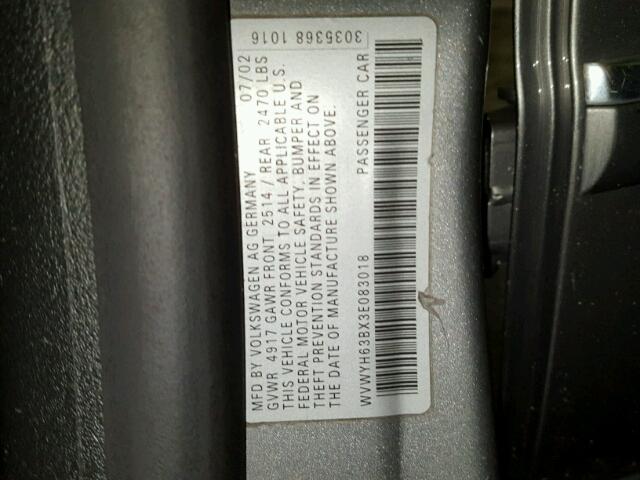 3035368 1016
MFD BY VOLKSWAGEN AG GERMANY 07/02
GVWR 4917 GAWR FRONT 2514 / REAR 2470 LBS
THIS VEHICLE CONFORMS TO ALL APPLICABLE U.S.
FEDERAL MOTOR VEHICLE SAFETY, BUMPER AND
THEFT PREVENTION STANDARDS IN EFFECT ON
THE DATE OF MANUFACTURE SHOWN ABOVE.
WVWYH63BX3E083018 PASSENGER CAR